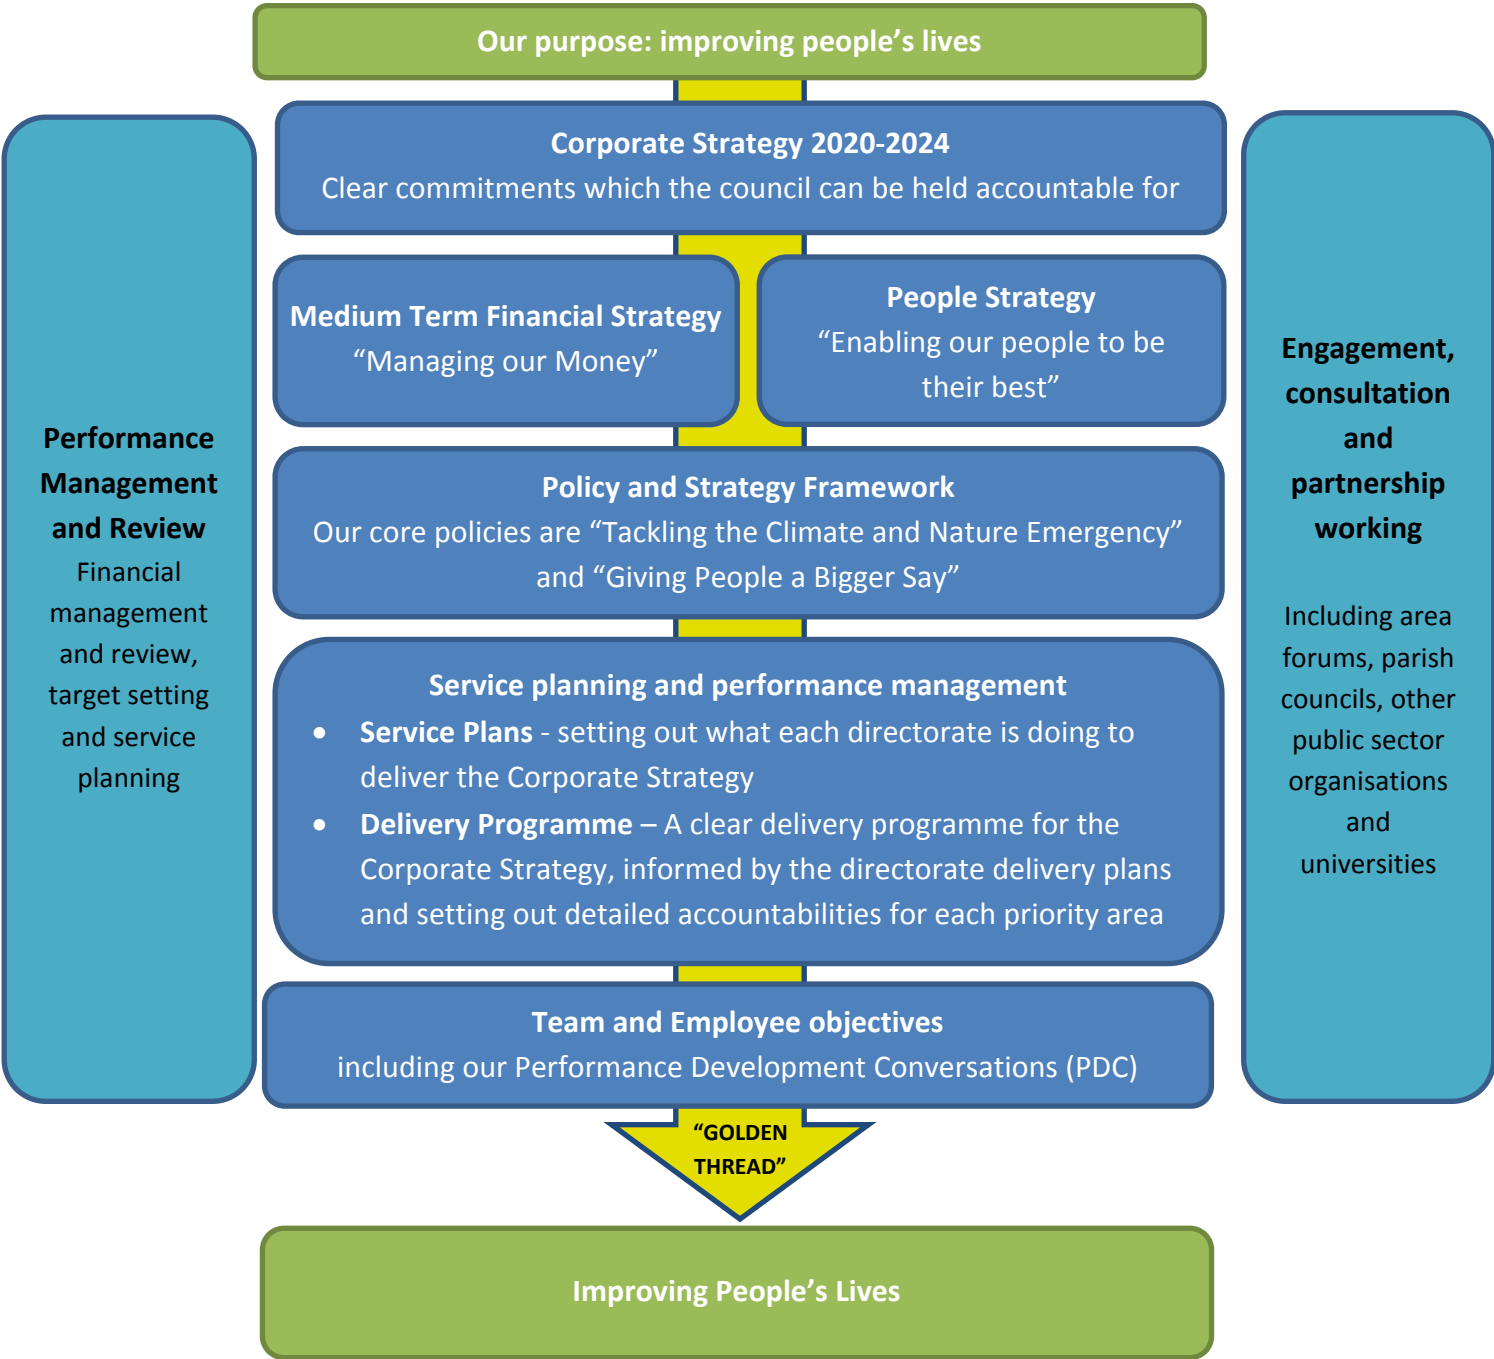 Our purpose: improving people’s lives
Corporate Strategy 2020-2024
Clear commitments which the council can be held accountable for
Medium Term Financial Strategy
“Managing our Money”
People Strategy
“Enabling our people to be
their best”
Policy and Strategy Framework
Our core policies are “Tackling the Climate and Nature Emergency”
and “Giving People a Bigger Say”
Service planning and performance management
• Service Plans - setting out what each directorate is doing to
deliver the Corporate Strategy
• Delivery Programme – A clear delivery programme for the
Corporate Strategy, informed by the directorate delivery plans
and setting out detailed accountabilities for each priority area
Team and Employee objectives
including our Performance Development Conversations (PDC)
“GOLDEN
THREAD”
Improving People’s Lives
Performance
Management
and Review
Financial
management
and review,
target setting
and service
planning
Engagement,
consultation
and
partnership
working
Including area
forums, parish
councils, other
public sector
organisations
and
universities